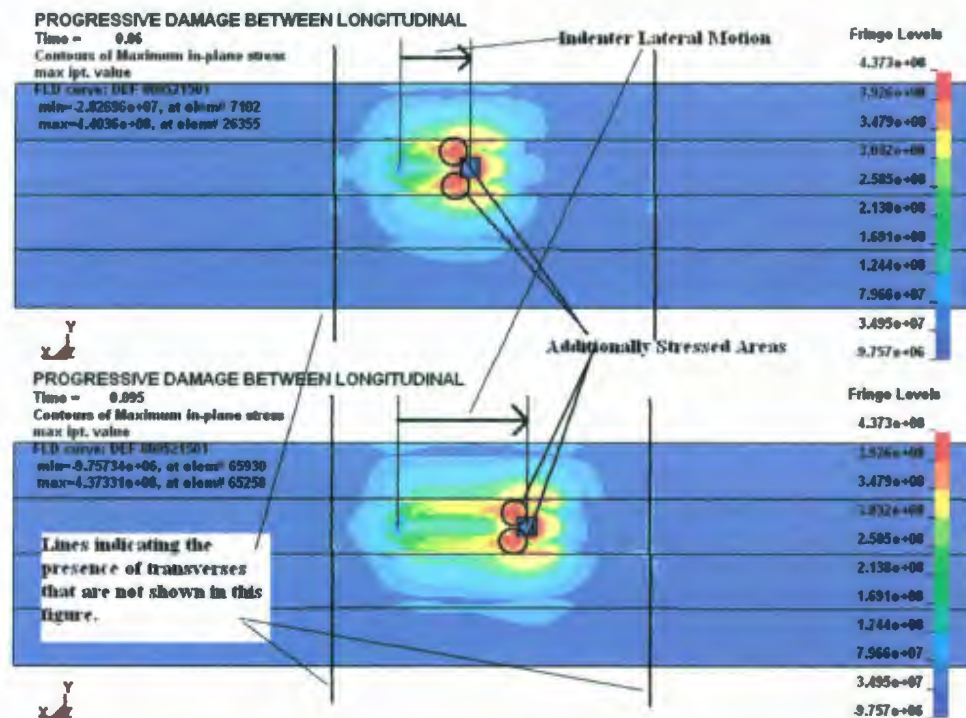 PROGRESSIVE DAMAGE BETWEEN LONGITUDINAL
Time = 0.06
Contours of Maximum in-plane stress
max ipt. value
FLD curve: DEF
min=-2.82696e+07, at elem# 7102
max=4.4036e+08, at elem# 26355
Indenter Lateral Motion
Fringe Levels
4.373e+08
3.926e+08
3.479e+08
3.032e+08
2.585e+08
2.138e+08
1.691e+08
1.244e+08
7.966e+07
3.495e+07
-9.757e+06
Y
X
Additionally Stressed Areas
PROGRESSIVE DAMAGE BETWEEN LONGITUDINAL
Time = 0.095
Contours of Maximum in-plane stress
max ipt. value
FLD curve: DEF
min=-9.75734e+06, at elem# 65930
max=4.37331e+08, at elem# 65258
Lines indicating the
presence of transverses
that are not shown in this
figure.
Fringe Levels
4.373e+08
3.926e+08
3.479e+08
3.032e+08
2.585e+08
2.138e+08
1.691e+08
1.244e+08
7.966e+07
3.495e+07
-9.757e+06
Y
X